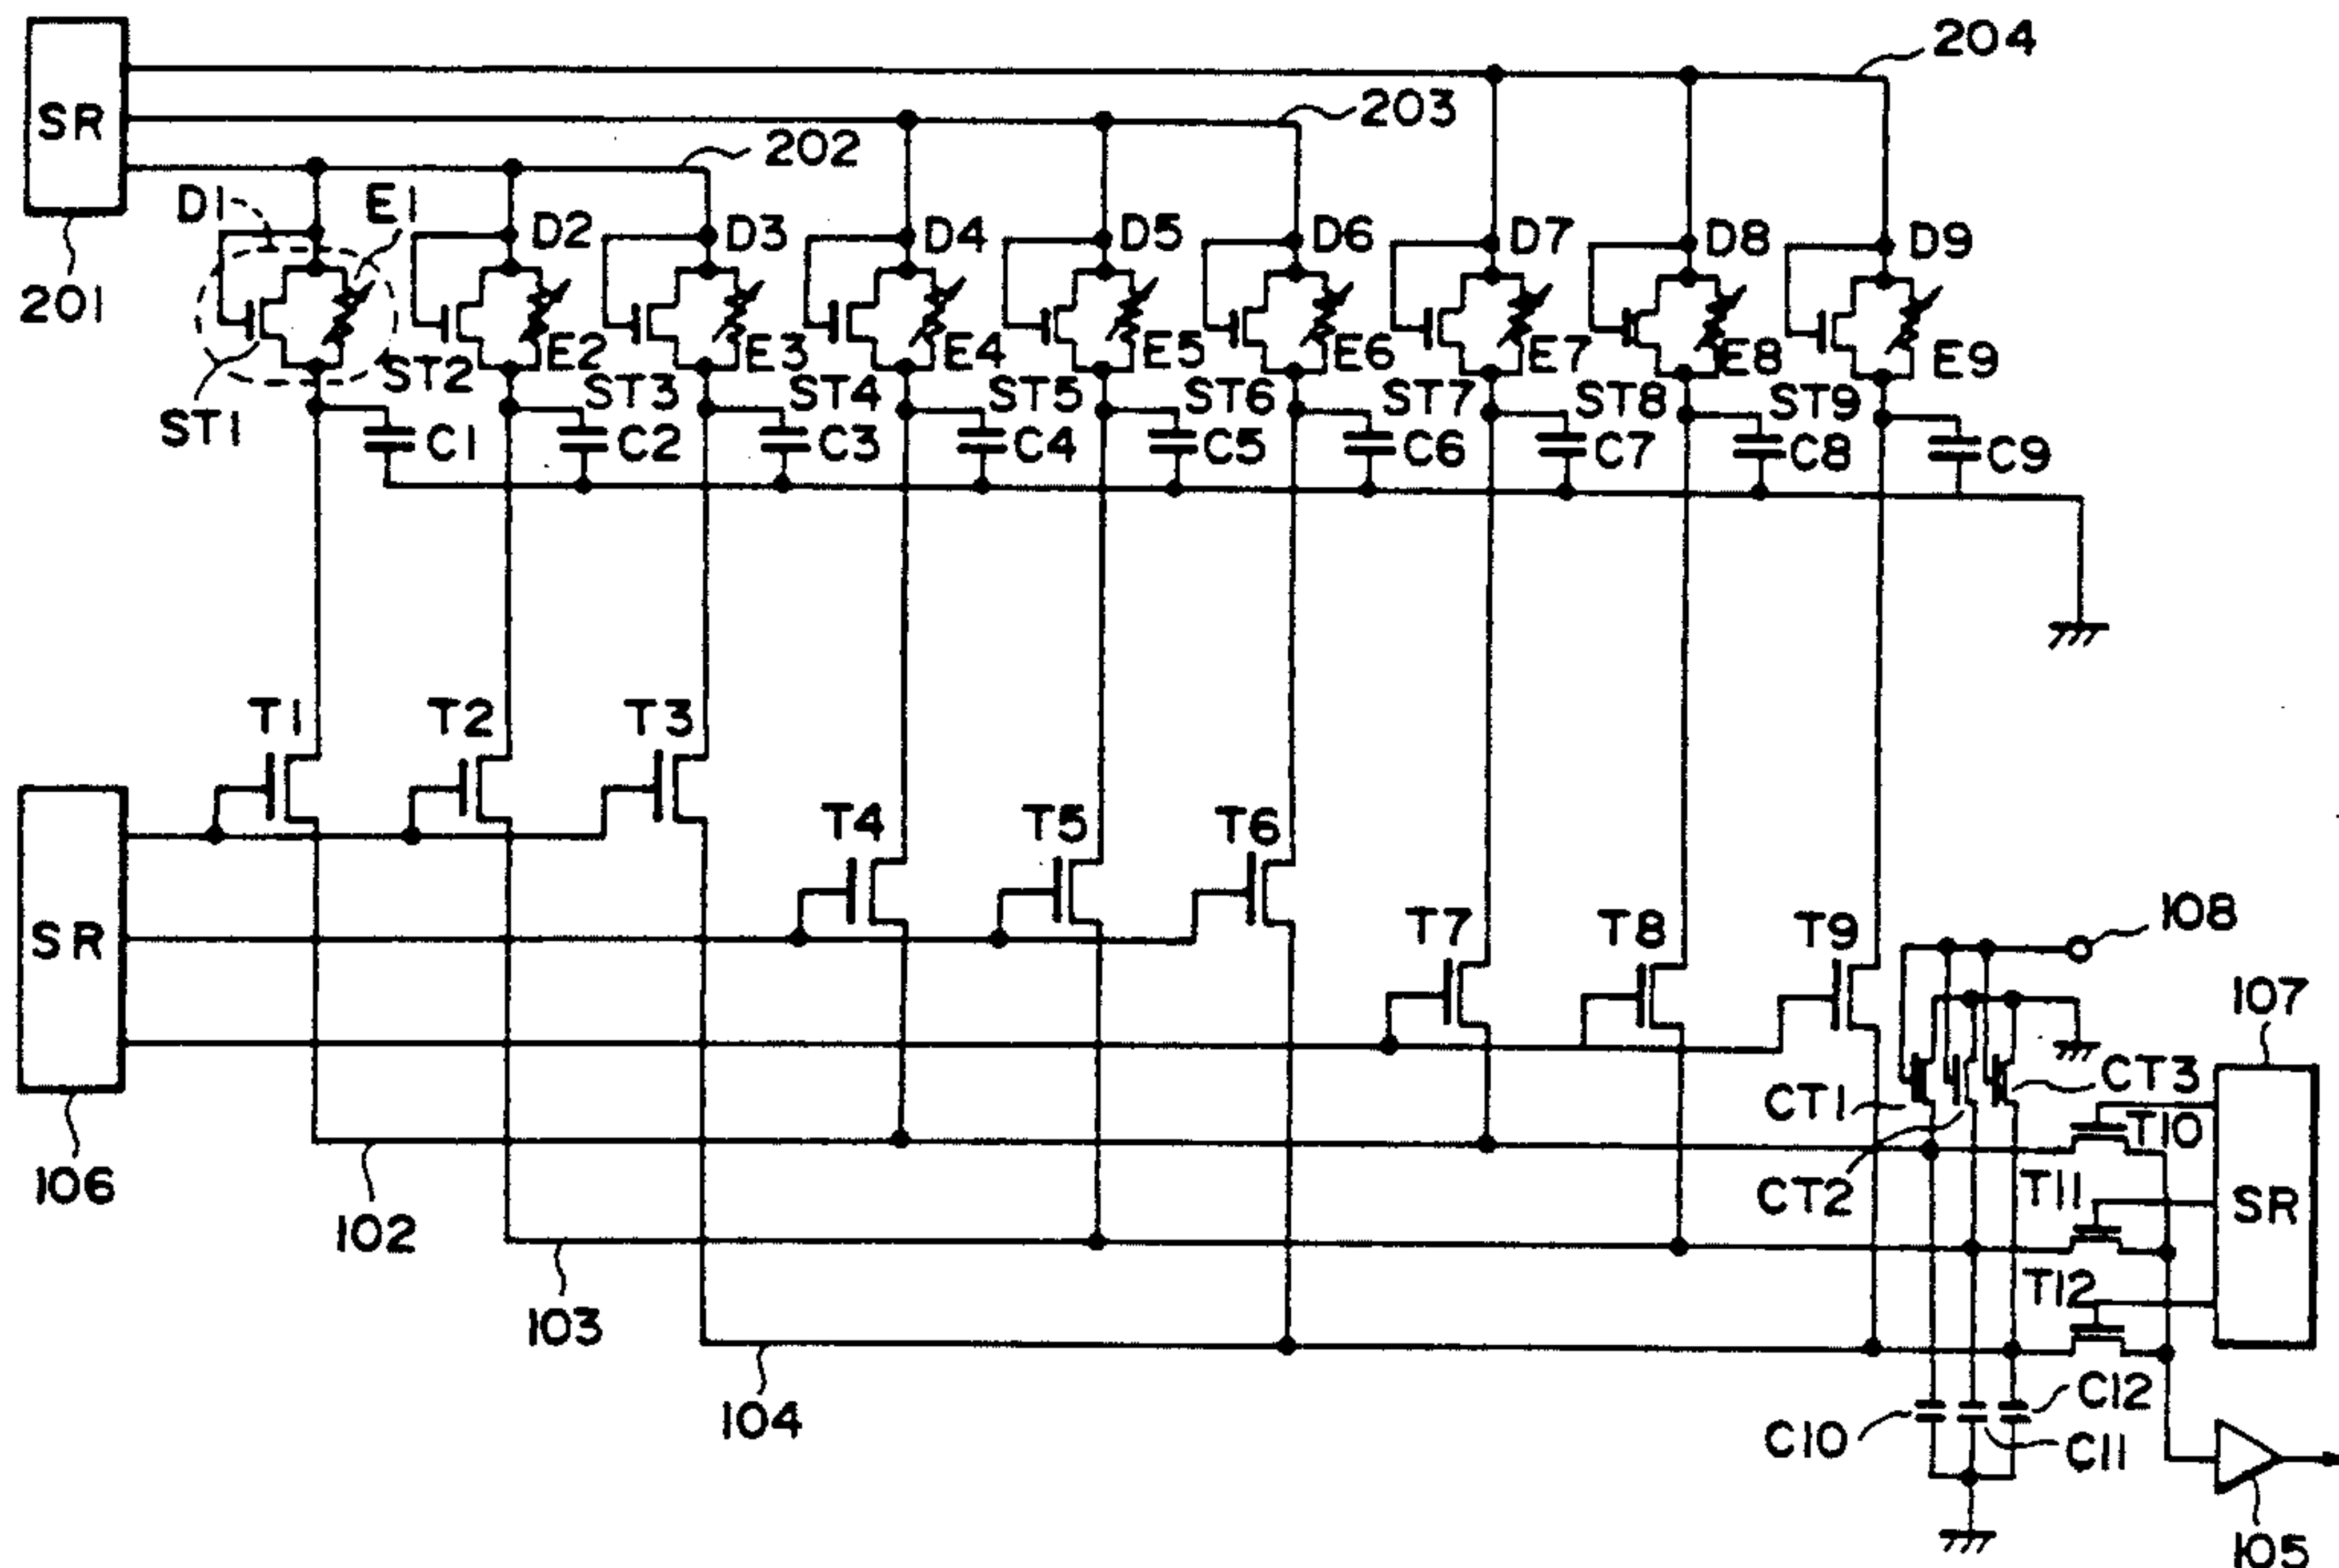 204
SR
203
202
D1
E1
D2
D3
D4
D5
D6
D7
D8
D9
201
E2
E3
E4
E5
E6
E7
E8
E9
ST1
ST2
ST3
ST4
ST5
ST6
ST7
ST8
ST9
C1
C2
C3
C4
C5
C6
C7
C8
C9
T1
T2
T3
T4
T5
T6
T7
T8
T9
108
SR
107
CT1
CT3
T10
106
CT2
T11
SR
102
T12
103
104
C12
C10
C11
105